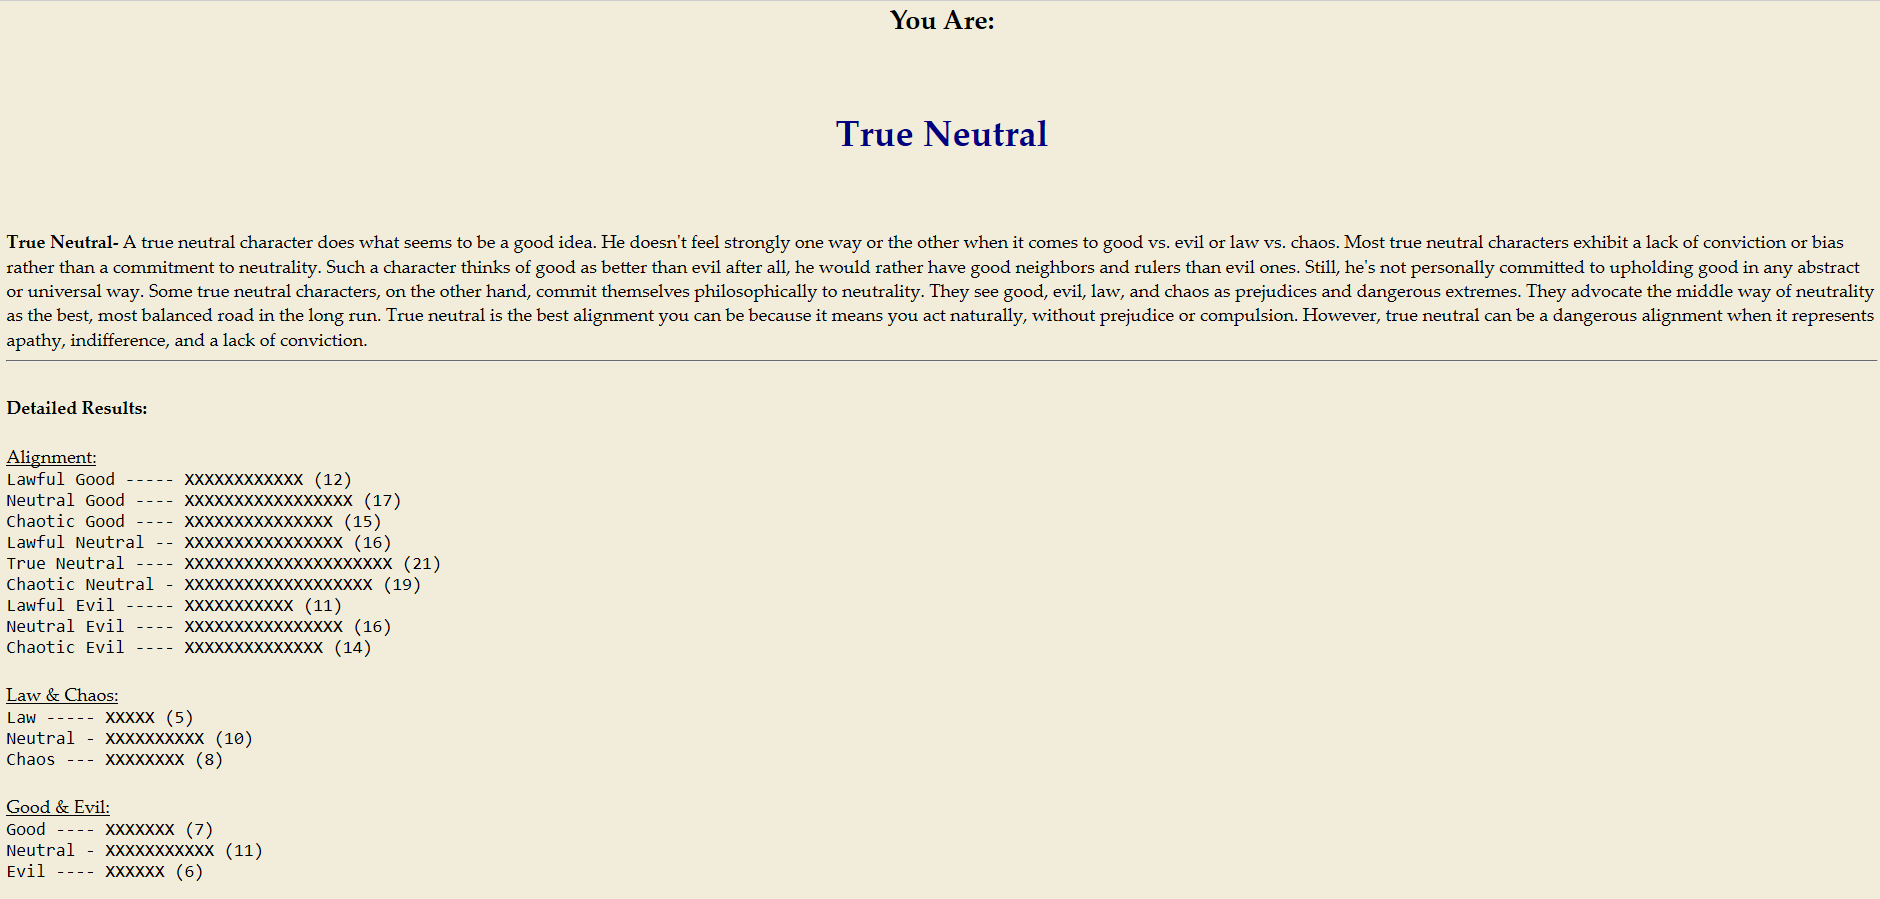 You Are:
True Neutral
True Neutral- A true neutral character does what seems to be a good idea. He doesn't feel strongly one way or the other when it comes to good vs. evil or law vs. chaos. Most true neutral characters exhibit a lack of conviction or bias
rather than a commitment to neutrality. Such a character thinks of good as better than evil after all, he would rather have good neighbors and rulers than evil ones. Still, he's not personally committed to upholding good in any abstract
or universal way. Some true neutral characters, on the other hand, commit themselves philosophically to neutrality. They see good, evil, law, and chaos as prejudices and dangerous extremes. They advocate the middle way of neutrality
as the best, most balanced road in the long run. True neutral is the best alignment you can be because it means you act naturally, without prejudice or compulsion. However, true neutral can be a dangerous alignment when it represents
apathy, indifference, and a lack of conviction.
Detailed Results:
Alignment:
Lawful Good ----- XXXXXXXXXXXX (12)
Neutral Good ---- XXXXXXXXXXXXXXXXX (17)
Chaotic Good ---- XXXXXXXXXXXXXXX (15)
Lawful Neutral -- XXXXXXXXXXXXXXXX (16)
True Neutral ---- XXXXXXXXXXXXXXXXXXXXX (21)
Chaotic Neutral - XXXXXXXXXXXXXXXXXXX (19)
Lawful Evil ----- XXXXXXXXXXX (11)
Neutral Evil ---- XXXXXXXXXXXXXXXX (16)
Chaotic Evil ---- XXXXXXXXXXXXXX (14)
Law & Chaos:
Law ----- XXXXX (5)
Neutral - XXXXXXXXXX (10)
Chaos --- XXXXXXXX (8)
Good & Evil:
Good ---- XXXXXXX (7)
Neutral - XXXXXXXXXXX (11)
Evil ---- XXXXXX (6)